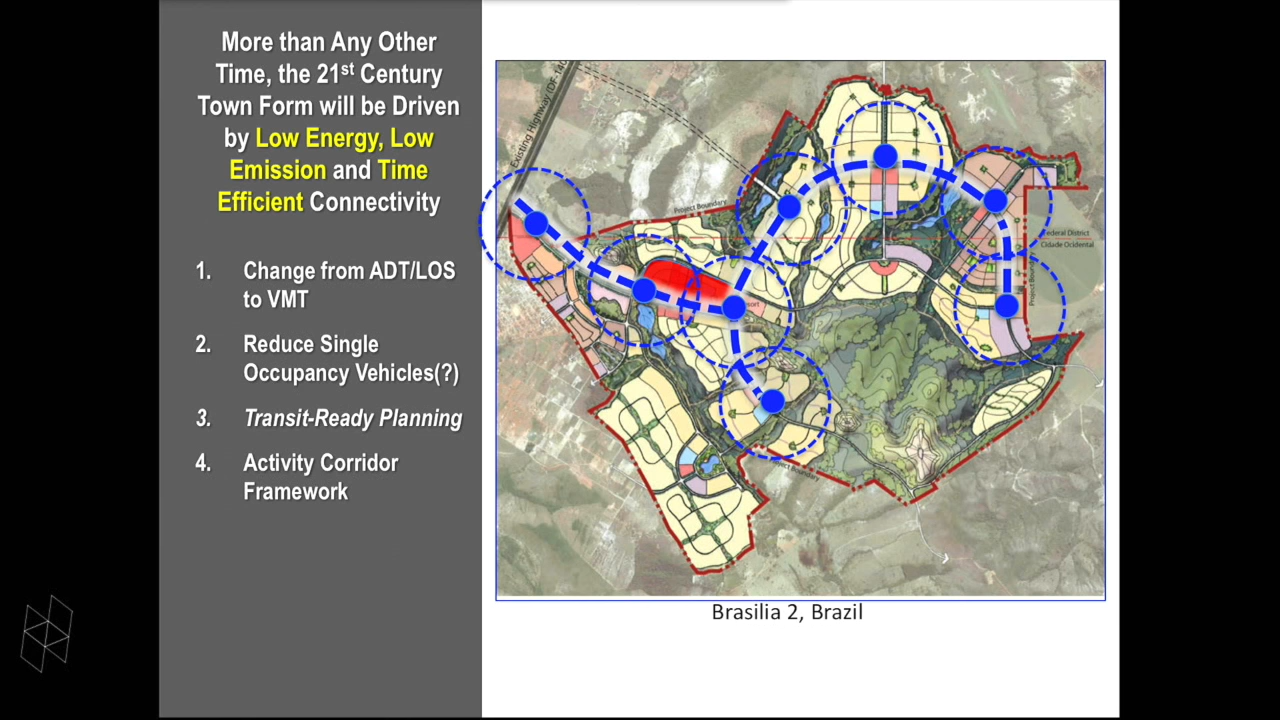 More than Any Other
Time, the 21st Century
Town Form will be Driven
by Low Energy, Low
Emission and Time
Efficient Connectivity
1. Change from ADT/LOS
to VMT
2. Reduce Single
Occupancy Vehicles(?)
3. Transit-Ready Planning
4. Activity Corridor
Framework
Existing Highway (DF-140
Project Boundary
Federal District
Cidade Ocidental
Project
Boundary
Brasilia 2, Brazil